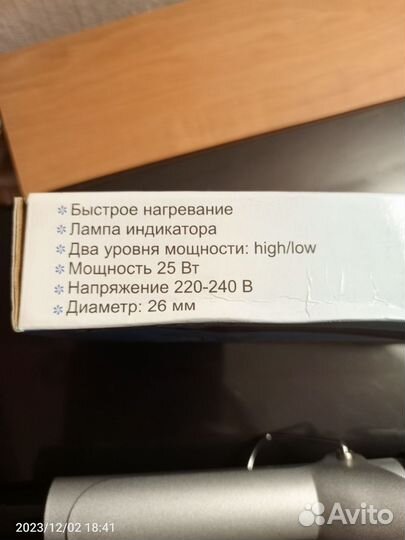 * Быстрое нагревание
* Лампа индикатора
* Два уровня мощности: high/low
* Мощность 25 Вт
* Напряжение 220-240 В
* Диаметр: 26 мм
2023/12/02 18:41
Avito